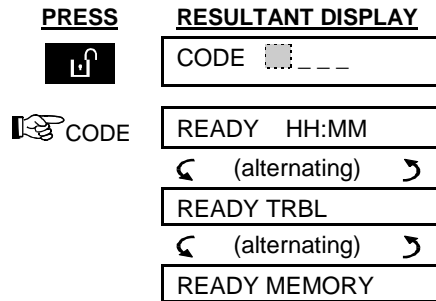 PRESS RESULTANT DISPLAY
CODE _ _ _
CODE READY HH:MM
(alternating)
READY TRBL
(alternating)
READY MEMORY